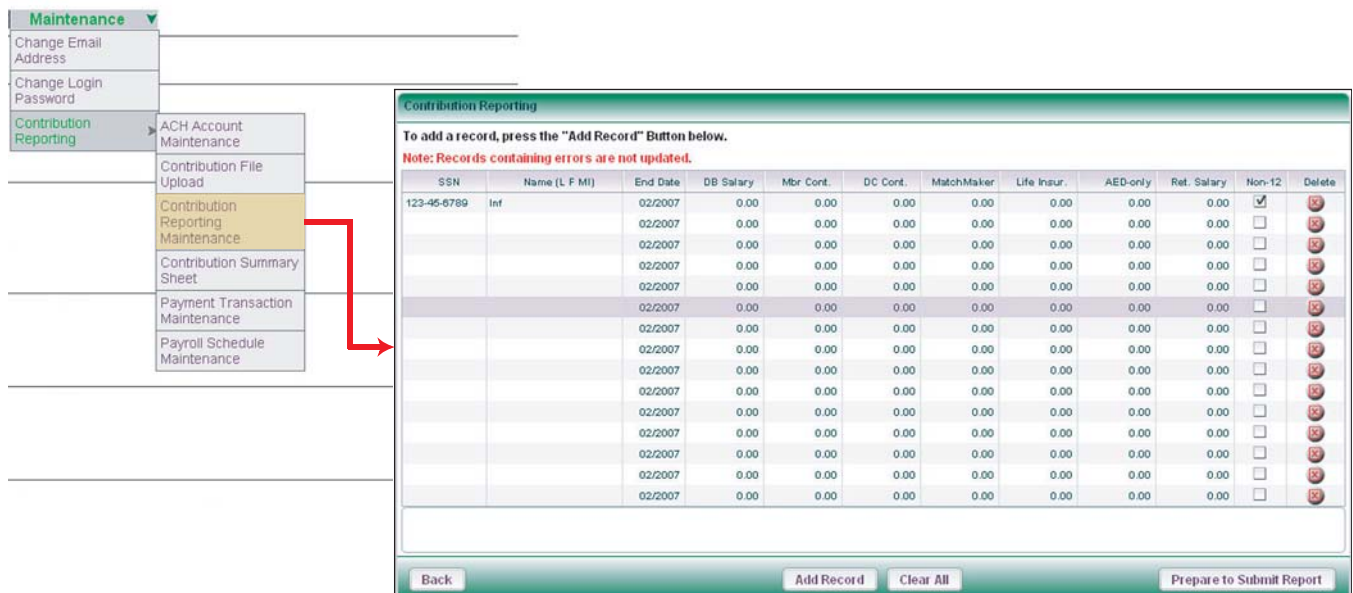 Maintenance
Change Email
Address
Change Login
Password
Contribution
Reporting
ACH Account
Maintenance
Contribution File
Upload
Contribution
Reporting
Maintenance
Contribution Summary
Sheet
Payment Transaction
Maintenance
Payroll Schedule
Maintenance
Contribution Reporting
To add a record, press the "Add Record" Button below.
Note: Records containing errors are not updated.
SSN Name (L F MI) End Date DB Salary Mbr Cont. DC Cont. MatchMaker Life Insur. AED-only Ret. Salary Non-12 Delete
123-45-6789 Inf 02/2007 0.00 0.00 0.00 0.00 0.00 0.00 0.00
02/2007 0.00 0.00 0.00 0.00 0.00 0.00 0.00
02/2007 0.00 0.00 0.00 0.00 0.00 0.00 0.00
02/2007 0.00 0.00 0.00 0.00 0.00 0.00 0.00
02/2007 0.00 0.00 0.00 0.00 0.00 0.00 0.00
02/2007 0.00 0.00 0.00 0.00 0.00 0.00 0.00
02/2007 0.00 0.00 0.00 0.00 0.00 0.00 0.00
02/2007 0.00 0.00 0.00 0.00 0.00 0.00 0.00
02/2007 0.00 0.00 0.00 0.00 0.00 0.00 0.00
02/2007 0.00 0.00 0.00 0.00 0.00 0.00 0.00
02/2007 0.00 0.00 0.00 0.00 0.00 0.00 0.00
02/2007 0.00 0.00 0.00 0.00 0.00 0.00 0.00
02/2007 0.00 0.00 0.00 0.00 0.00 0.00 0.00
02/2007 0.00 0.00 0.00 0.00 0.00 0.00 0.00
02/2007 0.00 0.00 0.00 0.00 0.00 0.00 0.00
Back Add Record Clear All Prepare to Submit Report